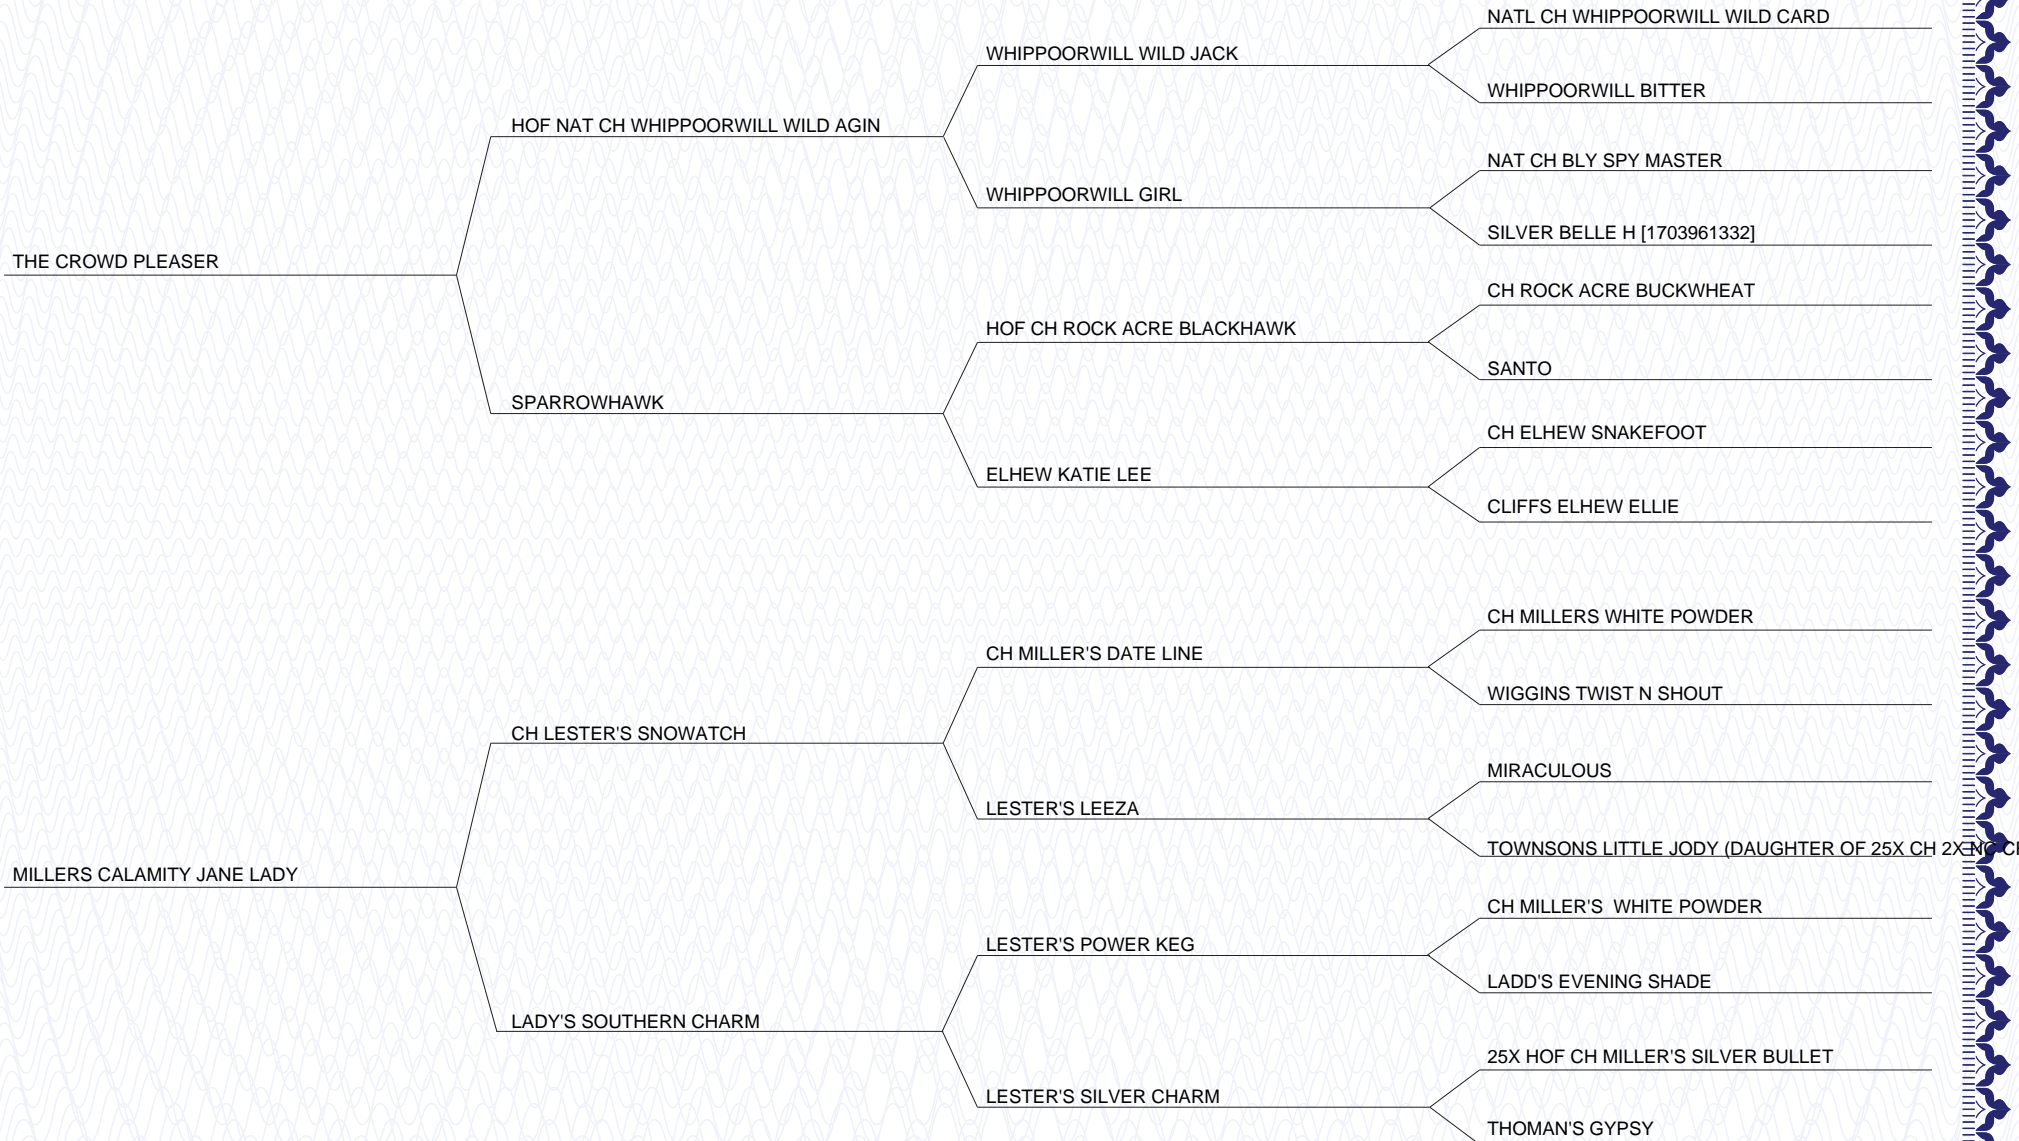 NATL CH WHIPPOORWILL WILD CARD
WHIPPOORWILL WILD JACK
WHIPPOORWILL BITTER
HOF NAT CH WHIPPOORWILL WILD AGIN
NAT CH BLY SPY MASTER
WHIPPOORWILL GIRL
SILVER BELLE H [1703961332]
THE CROWD PLEASER
CH ROCK ACRE BUCKWHEAT
HOF CH ROCK ACRE BLACKHAWK
SANTO
SPARROWHAWK
CH ELHEW SNAKEFOOT
ELHEW KATIE LEE
CLIFFS ELHEW ELLIE
CH MILLERS WHITE POWDER
CH MILLER'S DATE LINE
WIGGINS TWIST N SHOUT
CH LESTER'S SNOWATCH
MIRACULOUS
LESTER'S LEEZA
TOWNSONS LITTLE JODY (DAUGHTER OF 25X CH 2X
MILLERS CALAMITY JANE LADY
CH MILLER'S  WHITE POWDER
LESTER'S POWER KEG
LADD'S EVENING SHADE
LADY'S SOUTHERN CHARM
25X HOF CH MILLER'S SILVER BULLET
LESTER'S SILVER CHARM
THOMAN'S GYPSY